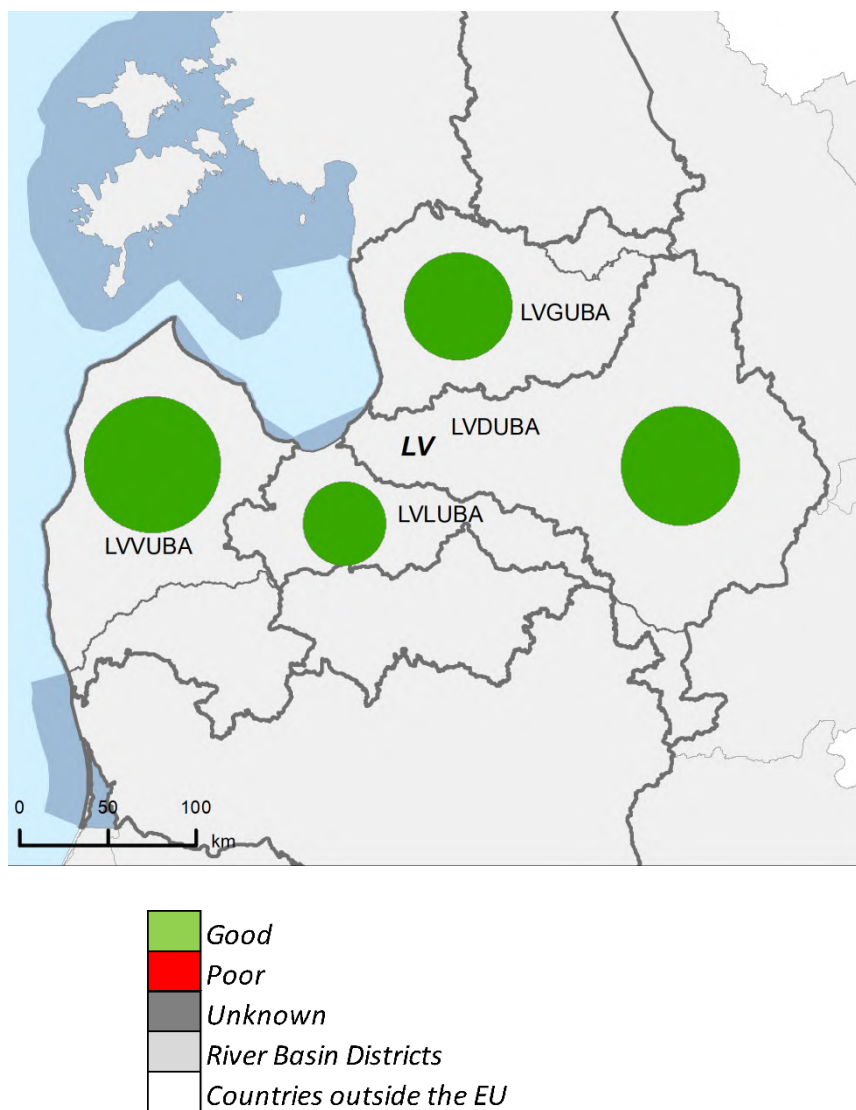 LVGUBA
LVDUBA
LV
LVLUBA
LVVUBA
0 50 100
km
Good
Poor
Unknown
River Basin Districts
Countries outside the EU